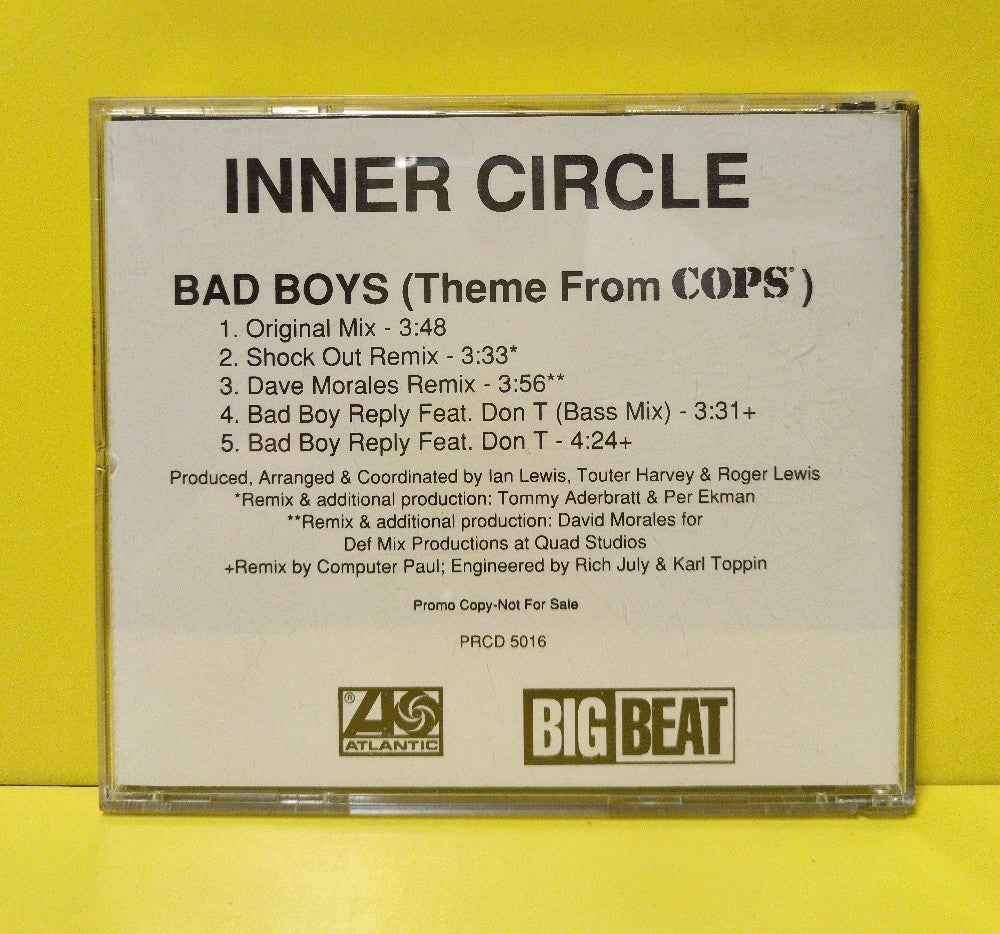 INNER CIRCLE
BAD BOYS (Theme From COPS®)
1. Original Mix - 3:48
2. Shock Out Remix - 3:33*
3. Dave Morales Remix - 3:56**
4. Bad Boy Reply Feat. Don T (Bass Mix) - 3:31+
5. Bad Boy Reply Feat. Don T - 4:24+
Produced, Arranged & Coordinated by Ian Lewis, Touter Harvey & Roger Lewis
*Remix & additional production: Tommy Aderbratt & Per Ekman
**Remix & additional production: David Morales for
Def Mix Productions at Quad Studios
+Remix by Computer Paul; Engineered by Rich July & Karl Toppin
Promo Copy-Not For Sale
PRCD 5016
® A
ATLANTIC
BIG BEAT